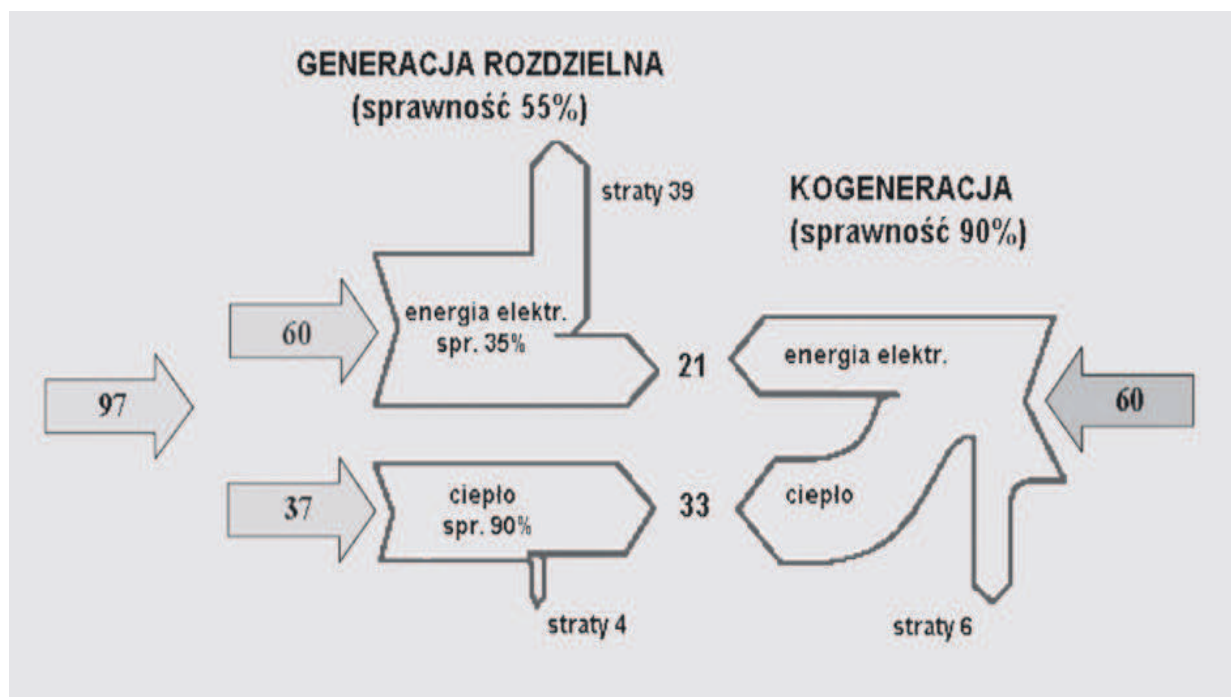 GENERACJA ROZDZIELNA
(sprawność 55%)
straty 39
KOGENERACJA
(sprawność 90%)
97
60
energia elektr.
spr. 35%
21
energia elektr.
60
37
ciepło
spr. 90%
33
ciepło
straty 4
straty 6